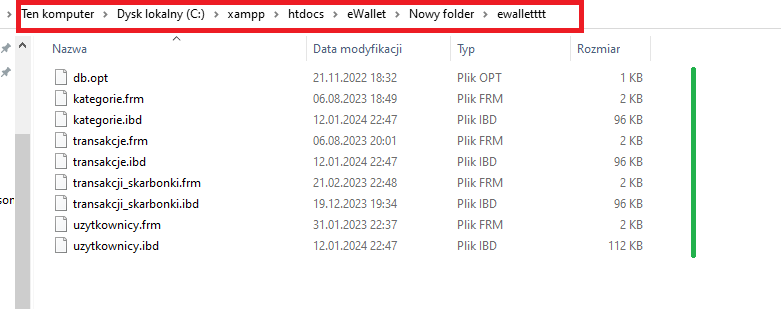 Ten komputer > Dysk lokalny (C:) > xampp > htdocs > eWallet > Nowy folder > ewalletttt
Nazwa Data modyfikacji Typ Rozmiar
db.opt 21.11.2022 18:32 Plik OPT 1 KB
kategorie.frm 06.08.2023 18:49 Plik FRM 2 KB
kategorie.ibd 12.01.2024 22:47 Plik IBD 96 KB
transakcje.frm 06.08.2023 20:01 Plik FRM 2 KB
transakcje.ibd 12.01.2024 22:47 Plik IBD 96 KB
transakcji_skarbonki.frm 21.02.2023 22:48 Plik FRM 2 KB
transakcji_skarbonki.ibd 19.12.2023 19:34 Plik IBD 96 KB
uzytkownicy.frm 31.01.2023 22:37 Plik FRM 2 KB
uzytkownicy.ibd 12.01.2024 22:47 Plik IBD 112 KB